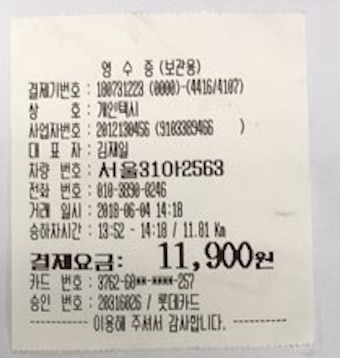 영 수 증 (보관용)
결제기번호 : 180731223 (0000)-(4416/4107)
상 호 : 개인택시
사업자번호 : 2012130456 (9103389466 )
대 표 자 : 김재일
차량 번호 : 서울31아2563
전화 번호 : 010-3890-0246
거래 일시 : 2018-06-04 14:18
승하차시간 : 13:52 - 14:18 / 11.81 Km
결제요금: 11,900원
카드 번호 : 3762-60**-****-257
승인 번호 : 20316026 / 롯데카드
---------- 이용해 주셔서 감사합니다. ----------